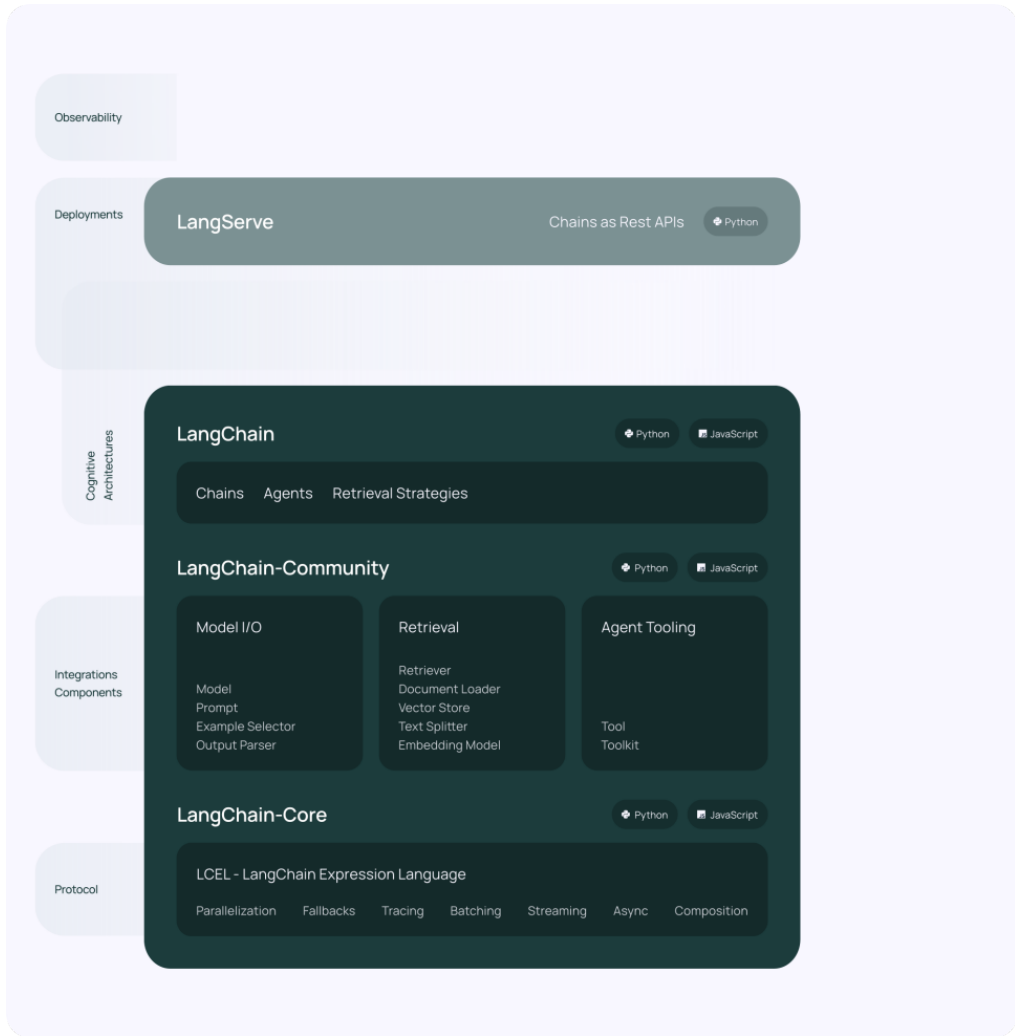 Observability
Deployments
LangServe
Chains as Rest APIs
Python
LangChain
Python
JavaScript
Cognitive
Architectures
Chains Agents Retrieval Strategies
LangChain-Community
Python
JavaScript
Integrations
Components
Model I/O
Model
Prompt
Example Selector
Output Parser
Retrieval
Retriever
Document Loader
Vector Store
Text Splitter
Embedding Model
Agent Tooling
Tool
Toolkit
LangChain-Core
Python
JavaScript
Protocol
LCEL - LangChain Expression Language
Parallelization Fallbacks Tracing Batching Streaming Async Composition